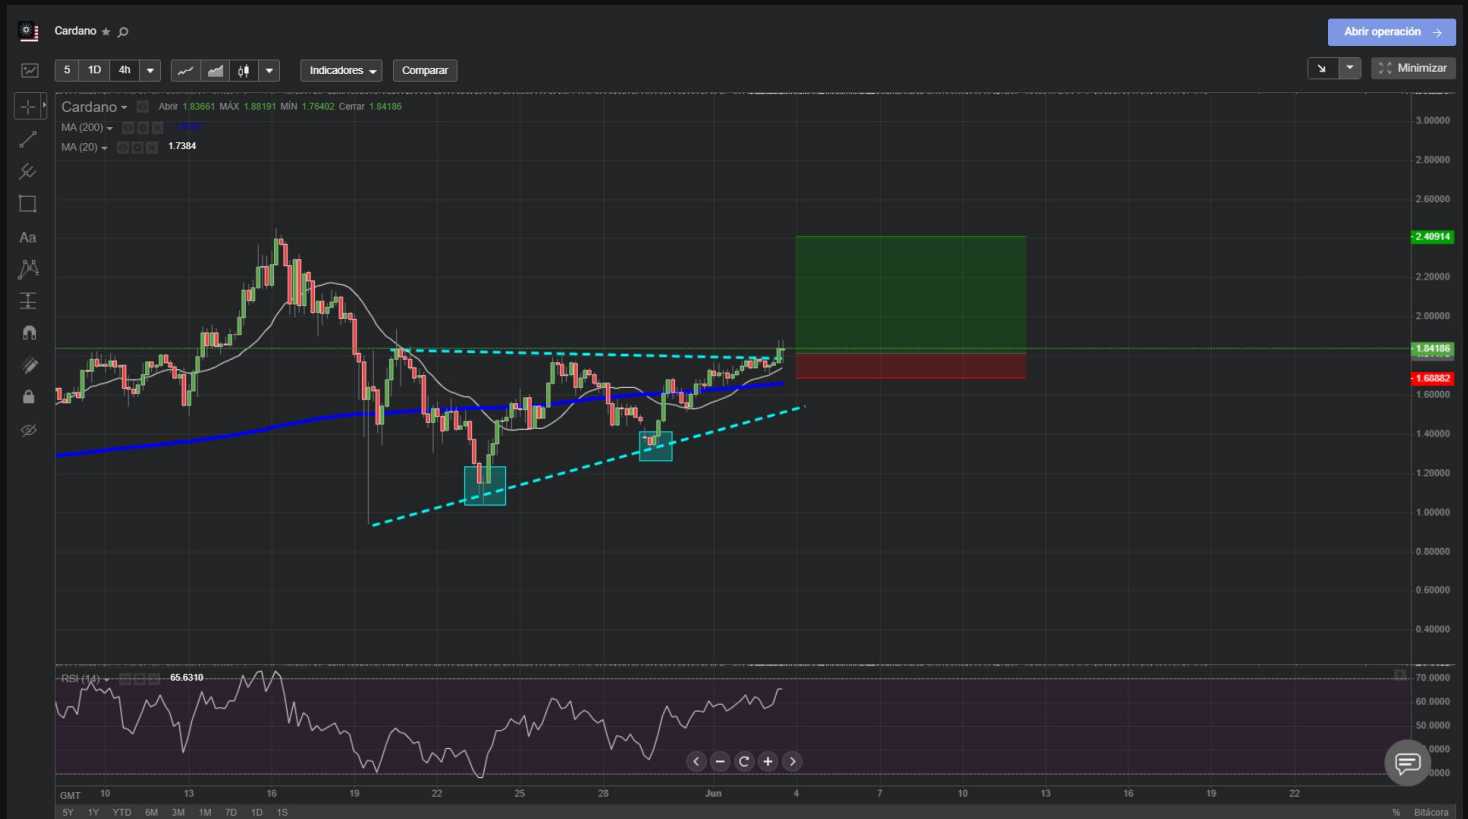 Cardano
Abrir operación
5 1D 4h Indicadores Comparar Minimizar
Cardano Abrir 1.83661 MÁX 1.88191 MÍN 1.76402 Cerrar 1.84186
MA (200)
MA (20) 1.7384
Aa
3.00000
2.80000
2.60000
2.40914
2.20000
2.00000
1.84186
1.68882
1.60000
1.40000
1.20000
1.00000
0.80000
0.60000
0.40000
RSI (14) 65.6310
70.0000
60.0000
50.0000
GMT 10 13 16 19 22 25 28 Jun 4 7 10 13 16 19 22
5Y 1Y YTD 6M 3M 1M 7D 1D 1S % Bitácora